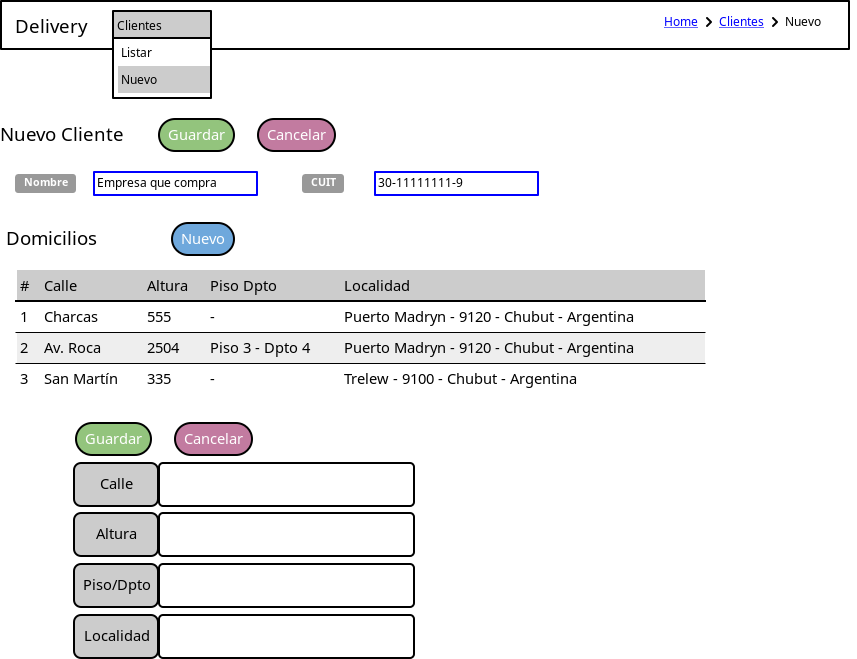 Delivery Clientes Home Clientes Nuevo
Listar
Nuevo
Nuevo Cliente Guardar Cancelar
Nombre Empresa que compra CUIT 30-11111111-9
Domicilios Nuevo
# Calle Altura Piso Dpto Localidad
1 Charcas 555 - Puerto Madryn - 9120 - Chubut - Argentina
2 Av. Roca 2504 Piso 3 - Dpto 4 Puerto Madryn - 9120 - Chubut - Argentina
3 San Martín 335 - Trelew - 9100 - Chubut - Argentina
Guardar Cancelar
Calle
Altura
Piso/Dpto
Localidad